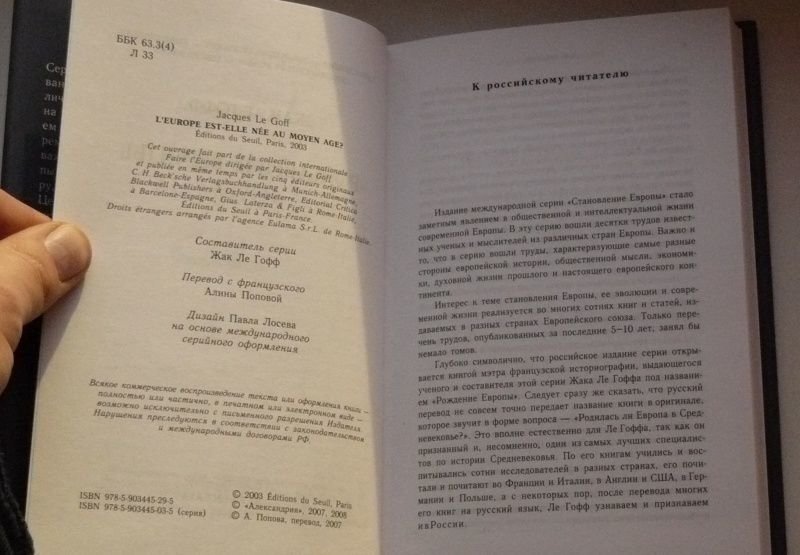 ББК 63.3(4)
Л 33
Jacques Le Goff
L'EUROPE EST-ELLE NÉE AU MOYEN AGE?
Éditions du Seuil, Paris, 2003
Cet ouvrage fait part de la collection internationale
Faire l'Europe dirigée par Jacques Le Goff
et publiée en même temps par les cinq éditeurs originaux
C. H. Beck'sche Verlagsbuchhandlung à Munich-Allemagne,
Blackwell Publishers à Oxford-Angleterre, Editorial Critica
à Barcelone-Espagne, Gius. Laterza & Figli à Rome-Italie,
Éditions du Seuil à Paris-France.
Droits étrangers arrangés par l'agence Eulama S.r.L. de Rome-Italie.
Составитель серии
Жак Ле Гофф
Перевод с французского
Алины Поповой
Дизайн Павла Лосева
на основе международного
серийного оформления
Всякое коммерческое воспроизведение текста или оформления книги —
полностью или частично, в печатном или электронном виде —
возможно исключительно с письменного разрешения Издателя.
Нарушения преследуются в соответствии с законодательством
и международными договорами РФ.
ISBN 978-5-903445-29-5
ISBN 978-5-903445-03-5 (серия)
© 2003 Éditions du Seuil, Paris
© «Александрия», 2007, 2008
© А. Попова, перевод, 2007
К российскому читателю
Издание международной серии «Становление Европы» стало
заметным явлением в общественной и интеллектуальной жизни
современной Европы. В эту серию вошли десятки трудов извест-
ных ученых и мыслителей из различных стран Европы. Важно и
то, что в серию вошли труды, характеризующие самые разные
стороны европейской истории, общественной мысли, экономи-
ки, духовной жизни прошлого и настоящего европейского кон-
тинента.
Интерес к теме становления Европы, ее эволюции и совре-
менной жизни реализуется во многих сотнях книг и статей, из-
даваемых в разных странах Европейского союза. Только пере-
чень трудов, опубликованных за последние 5–10 лет, занял бы
немало томов.
Глубоко символично, что российское издание серии откры-
вается книгой мэтра французской историографии, выдающегося
ученого и составителя этой серии Жака Ле Гоффа под названи-
ем «Рождение Европы». Следует сразу же сказать, что русский
перевод не совсем точно передает название книги в оригинале,
которое звучит в форме вопроса — «Родилась ли Европа в Сред-
невековье?». Это вполне естественно для Ле Гоффа, так как он
признанный и, несомненно, один из самых лучших специалис-
тов по истории Средневековья. По его книгам учились и вос-
питывались сотни исследователей в разных странах, его почи-
тали и почитают во Франции и Италии, в Англии и США, в Гер-
мании и Польше, а с некоторых пор, после перевода многих
его книг на русский язык, Ле Гофф узнаваем и признаваем
и в России.